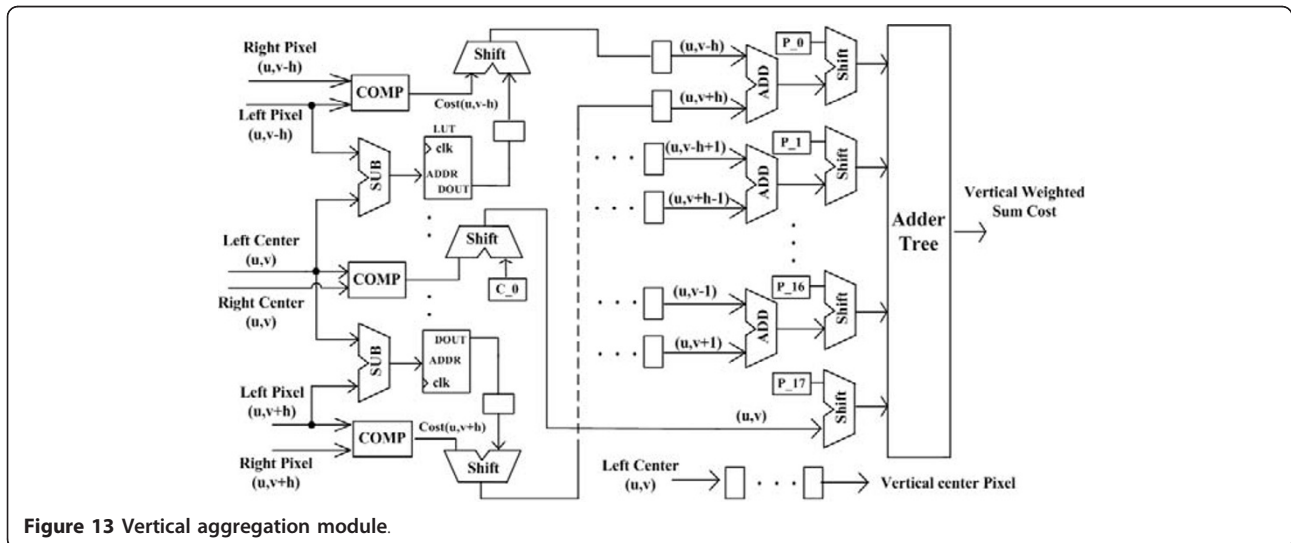 Right Pixel
(u,v-h)
Left Pixel
(u,v-h)
COMP
Shift
Cost(u,v-h)
LUT
clk
ADDR
DOUT
SUB
Left Center
(u,v)
Right Center
(u,v)
COMP
Shift
C_0
SUB
DOUT
ADDR
clk
Left Pixel
(u,v+h)
Right Pixel
(u,v+h)
COMP
Cost(u,v+h)
Shift
(u,v-h)
(u,v+h)
ADD
P_0
Shift
(u,v-h+1)
(u,v+h-1)
ADD
P_1
Shift
(u,v-1)
(u,v+1)
ADD
P_16
Shift
P_17
(u,v)
Shift
Adder
Tree
Vertical Weighted
Sum Cost
Left Center
(u,v)
Vertical center Pixel
Figure 13 Vertical aggregation module.